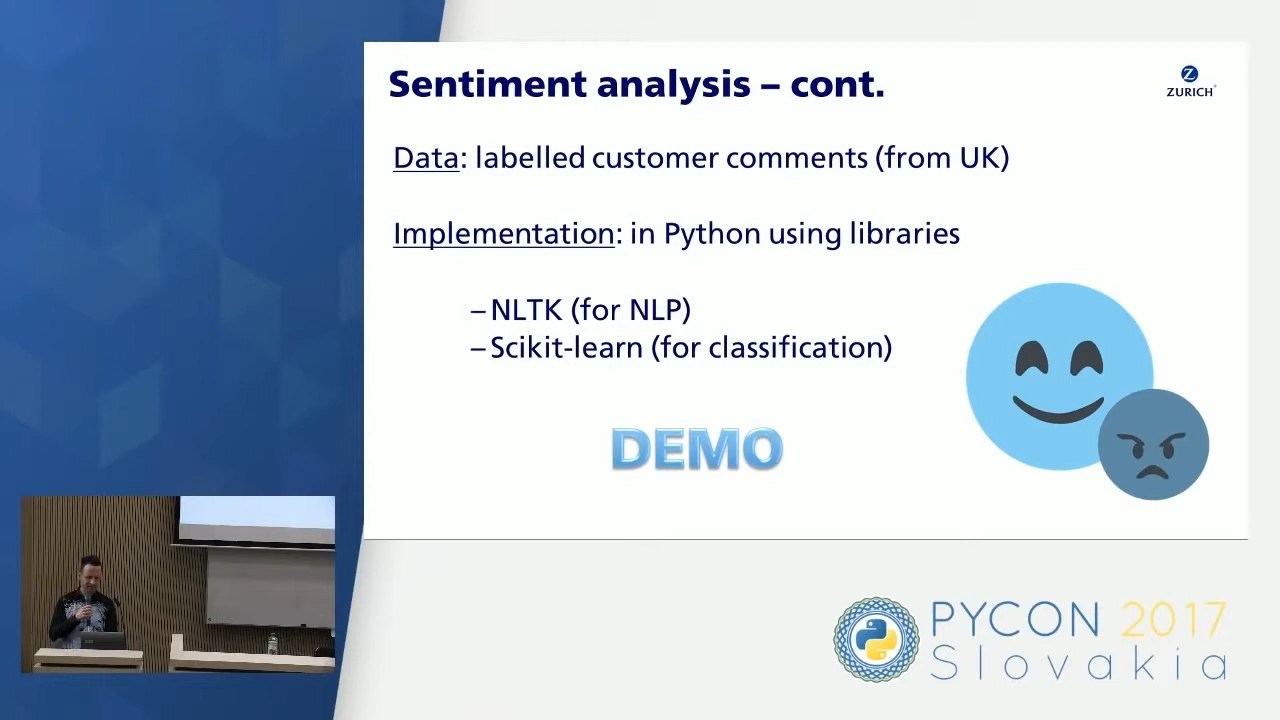 Sentiment analysis – cont.
ZURICH
Data: labelled customer comments (from UK)
Implementation: in Python using libraries
– NLTK (for NLP)
– Scikit-learn (for classification)
DEMO
PYCON 2017
Slovakia